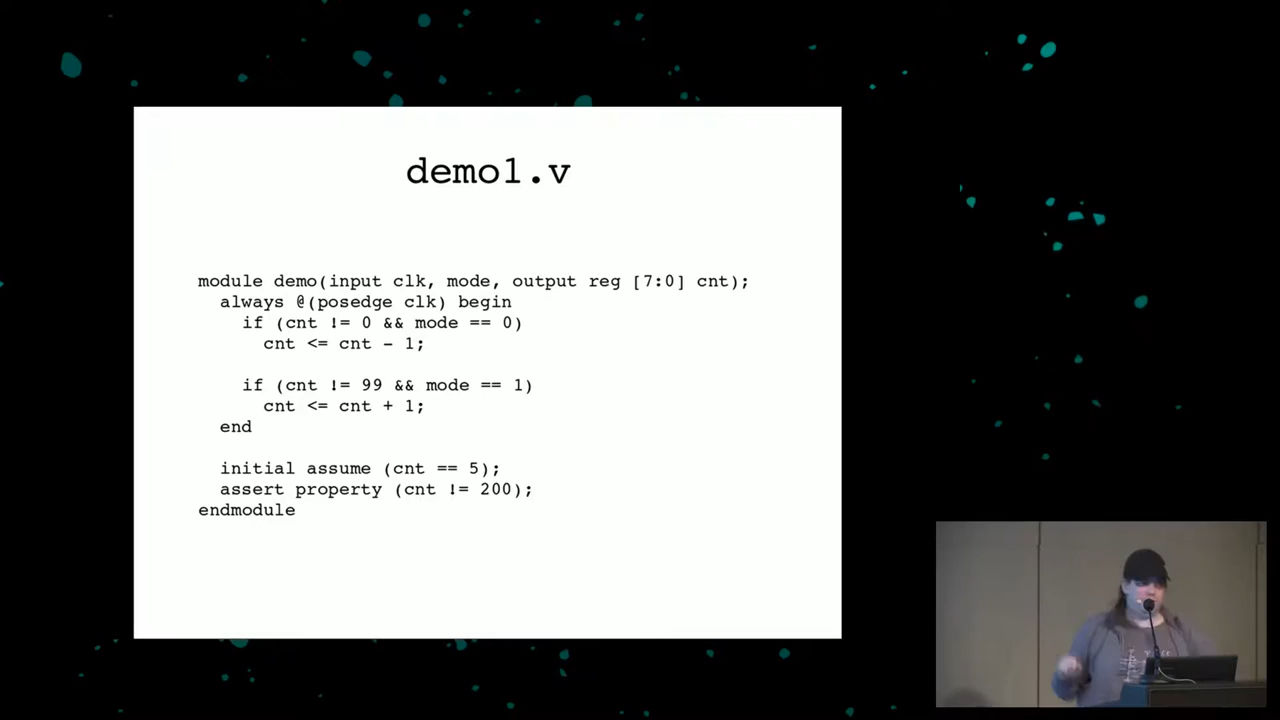 demo1.v
module demo(input clk, mode, output reg [7:0] cnt);
always @(posedge clk) begin
if (cnt != 0 && mode == 0)
cnt <= cnt - 1;
if (cnt != 99 && mode == 1)
cnt <= cnt + 1;
end
initial assume (cnt == 5);
assert property (cnt != 200);
endmodule